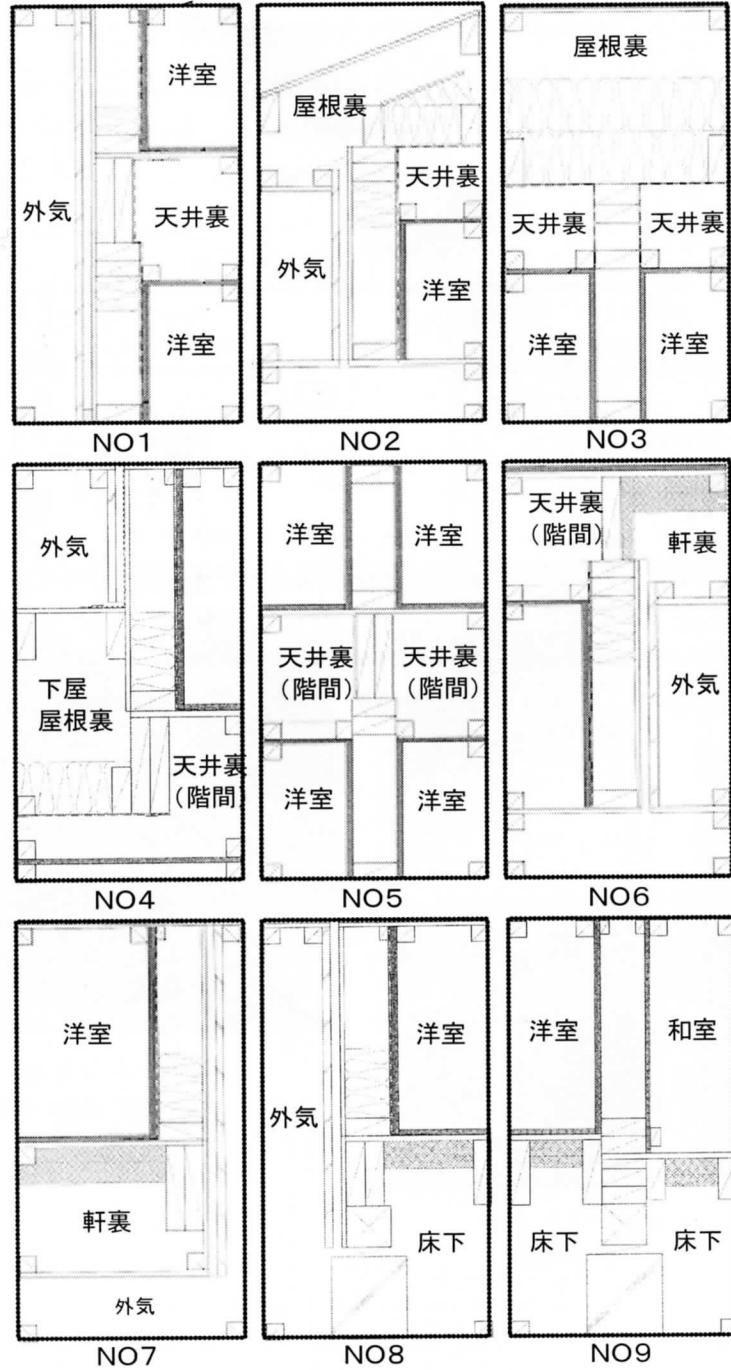 洋室
外気
天井裏
洋室
NO1
屋根裏
天井裏
外気
洋室
NO2
屋根裏
天井裏
天井裏
洋室
洋室
NO3
外気
下屋
屋根裏
天井裏
(階間)
NO4
洋室
洋室
天井裏
(階間)
天井裏
(階間)
洋室
洋室
NO5
天井裏
(階間)
軒裏
外気
NO6
洋室
軒裏
外気
NO7
洋室
外気
床下
NO8
洋室
和室
床下
床下
NO9